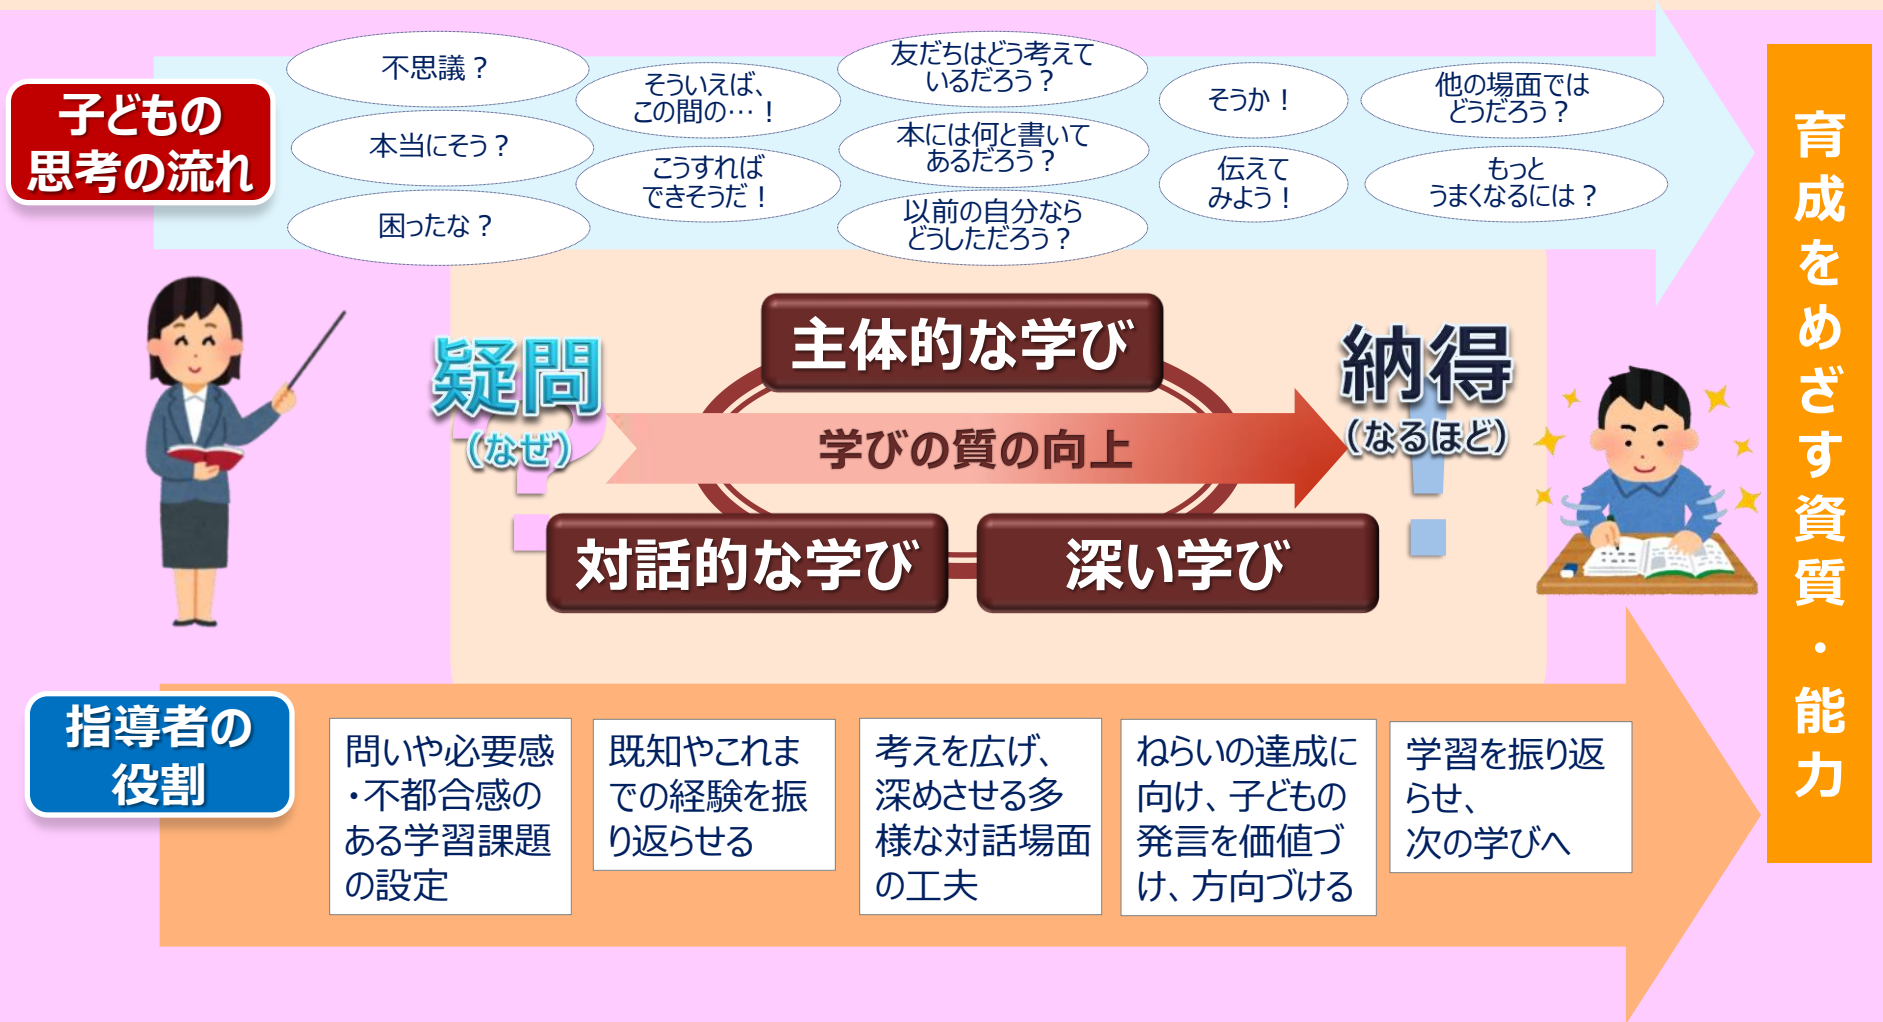 子どもの
思考の流れ
不思議？
本当にそう？
困ったな？
そういえば、
この間の…！
こうすれば
できそうだ！
友だちはどう考えて
いるだろう？
本には何と書いて
あるだろう？
以前の自分なら
どうしただろう？
そうか！
伝えて
みよう！
他の場面では
どうだろう？
もっと
うまくなるには？
育成をめざす資質・能力
疑問
（なぜ）
?
主体的な学び
学びの質の向上
対話的な学び
深い学び
納得
（なるほど）
!
指導者の
役割
問いや必要感
・不都合感の
ある学習課題
の設定
既知やこれま
での経験を振
り返らせる
考えを広げ、
深めさせる多
様な対話場面
の工夫
ねらいの達成に
向け、子どもの
発言を価値づ
け、方向づける
学習を振り返
らせ、
次の学びへ